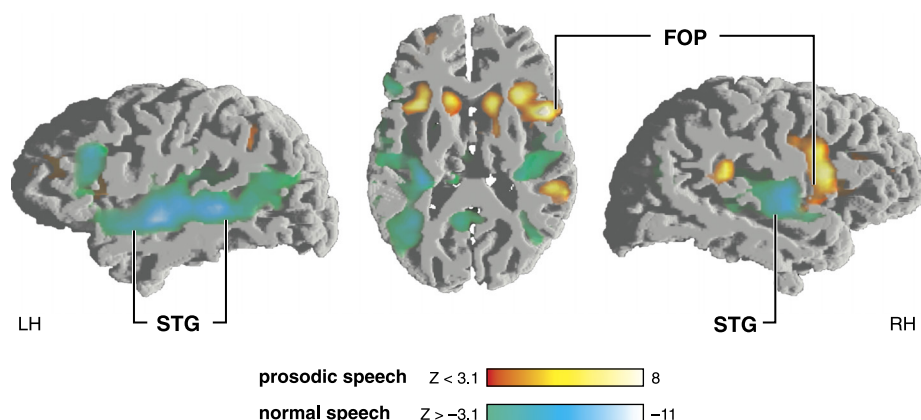 FOP
LH
STG
STG
RH
prosodic speech Z < 3.1 8
normal speech Z > −3.1 −11